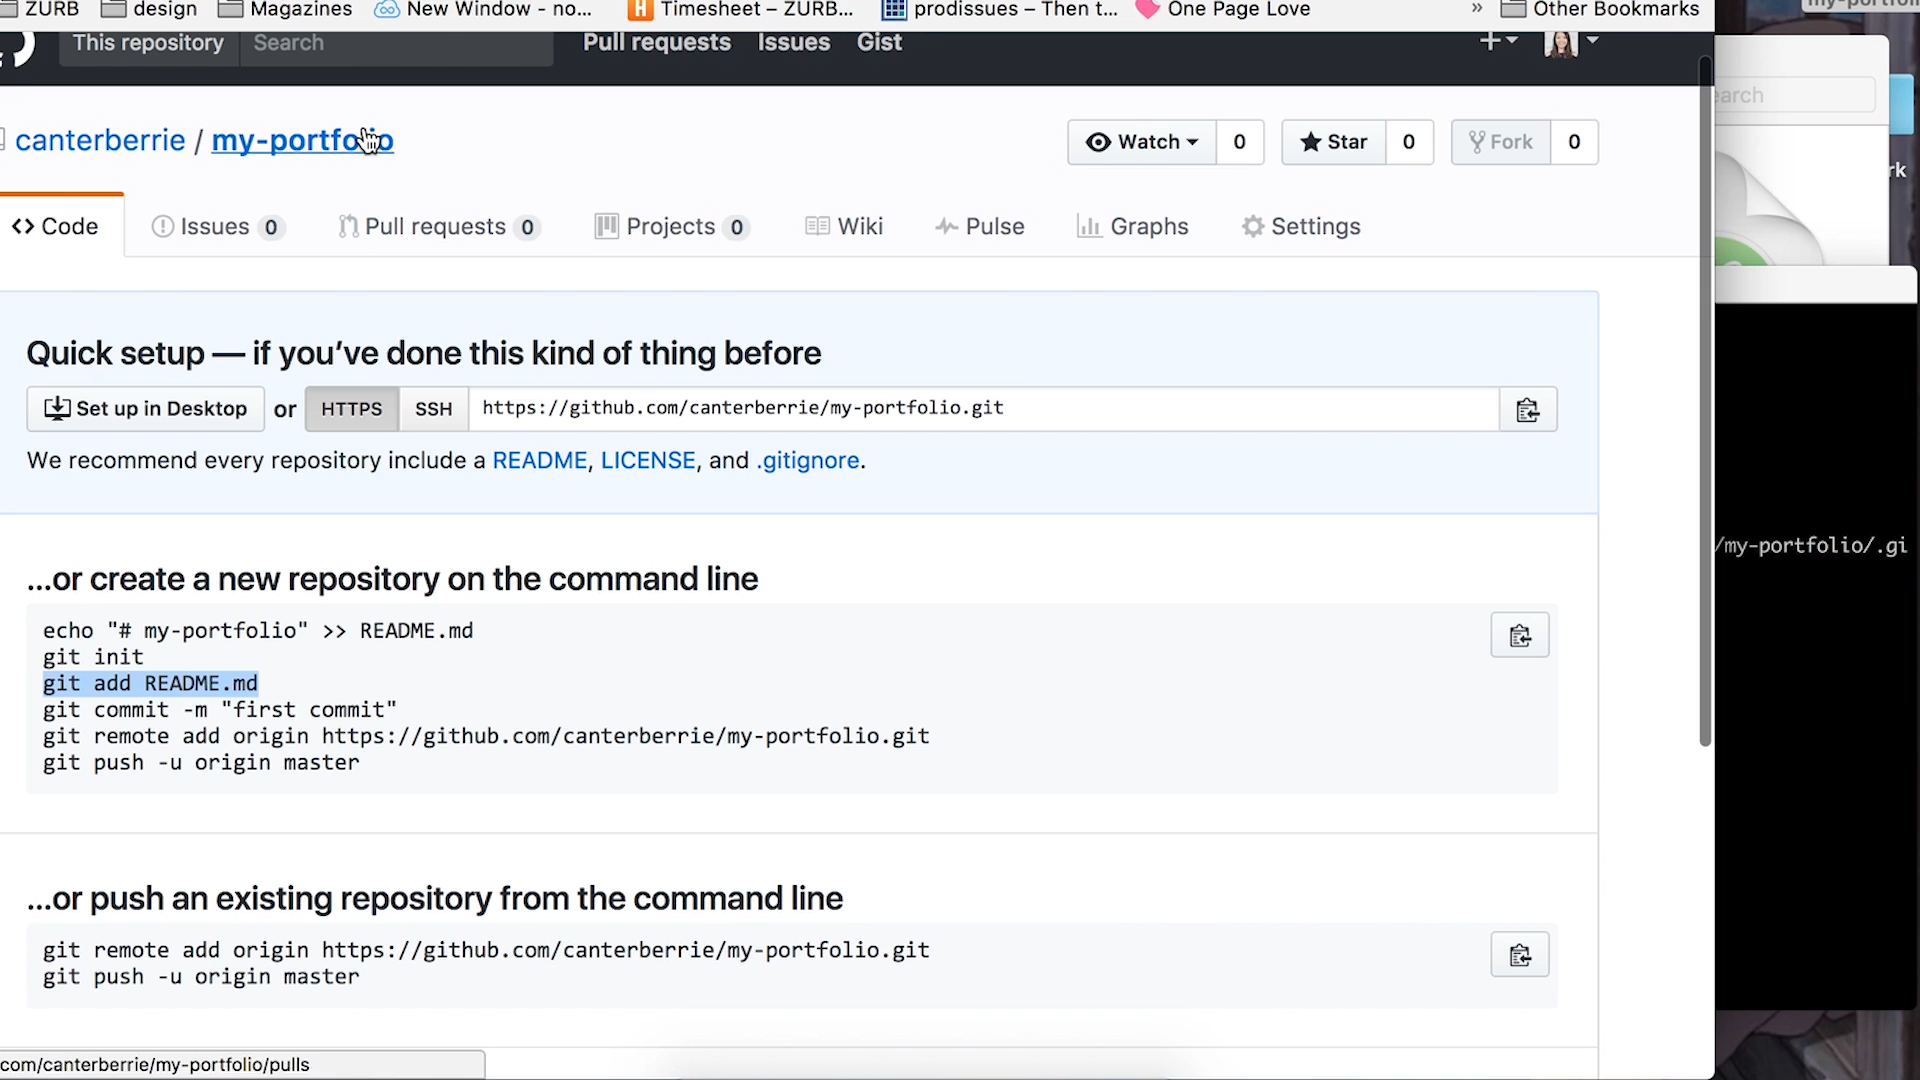 ZURB design Magazines New Window - no... Timesheet – ZURB... prodissues – Then t... One Page Love » Other Bookmarks
This repository Search Pull requests Issues Gist
canterberrie / my-portfolio Watch 0 Star 0 Fork 0
Code Issues 0 Pull requests 0 Projects 0 Wiki Pulse Graphs Settings
Quick setup — if you’ve done this kind of thing before
Set up in Desktop or HTTPS SSH https://github.com/canterberrie/my-portfolio.git
We recommend every repository include a README, LICENSE, and .gitignore.
…or create a new repository on the command line
echo "# my-portfolio" >> README.md
git init
git add README.md
git commit -m "first commit"
git remote add origin https://github.com/canterberrie/my-portfolio.git
git push -u origin master
…or push an existing repository from the command line
git remote add origin https://github.com/canterberrie/my-portfolio.git
git push -u origin master
com/canterberrie/my-portfolio/pulls
earch
rk
/my-portfolio/.gi